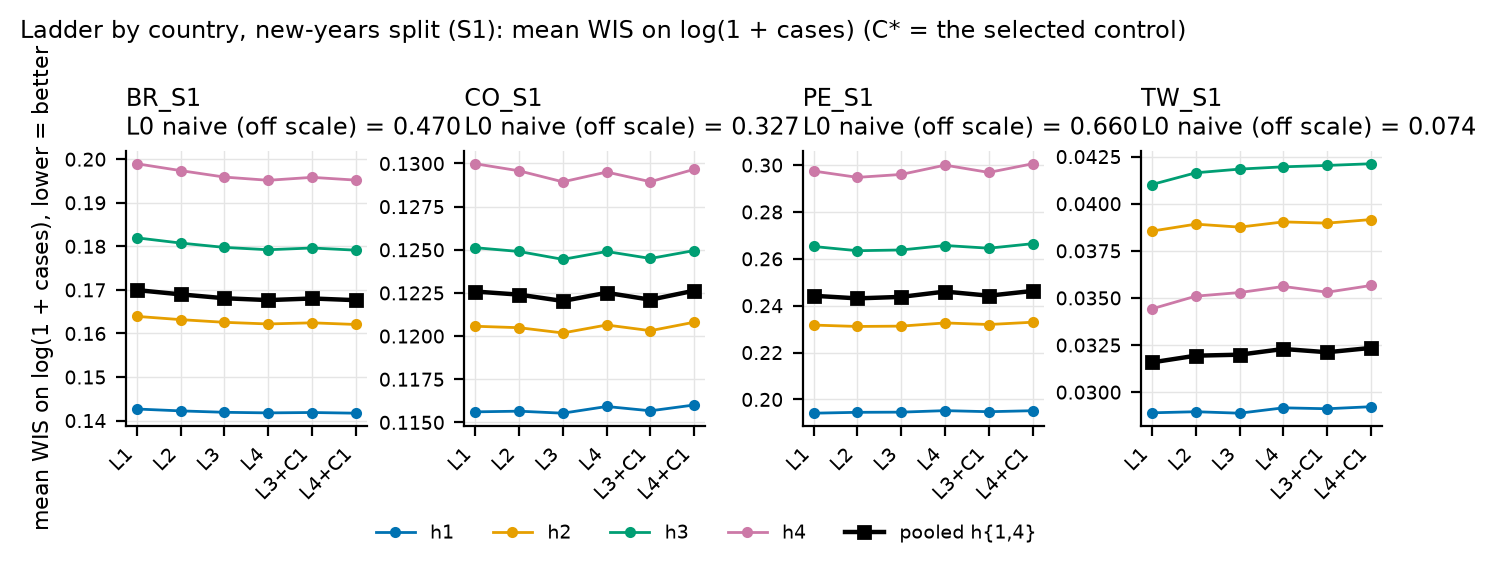 Ladder by country, new-years split (S1): mean WIS on log(1 + cases) (C* = the selected control)
mean WIS on log(1 + cases), lower = better
BR_S1
L0 naive (off scale) = 0.470
0.20
0.19
0.18
0.17
0.16
0.15
0.14
L1
L2
L3
L4
L3+C1
L4+C1
CO_S1
L0 naive (off scale) = 0.327
0.1300
0.1275
0.1250
0.1225
0.1200
0.1175
0.1150
L1
L2
L3
L4
L3+C1
L4+C1
PE_S1
L0 naive (off scale) = 0.660
0.30
0.28
0.26
0.24
0.22
0.20
L1
L2
L3
L4
L3+C1
L4+C1
TW_S1
L0 naive (off scale) = 0.074
0.0425
0.0400
0.0375
0.0350
0.0325
0.0300
L1
L2
L3
L4
L3+C1
L4+C1
h1 h2 h3 h4 pooled h{1,4}